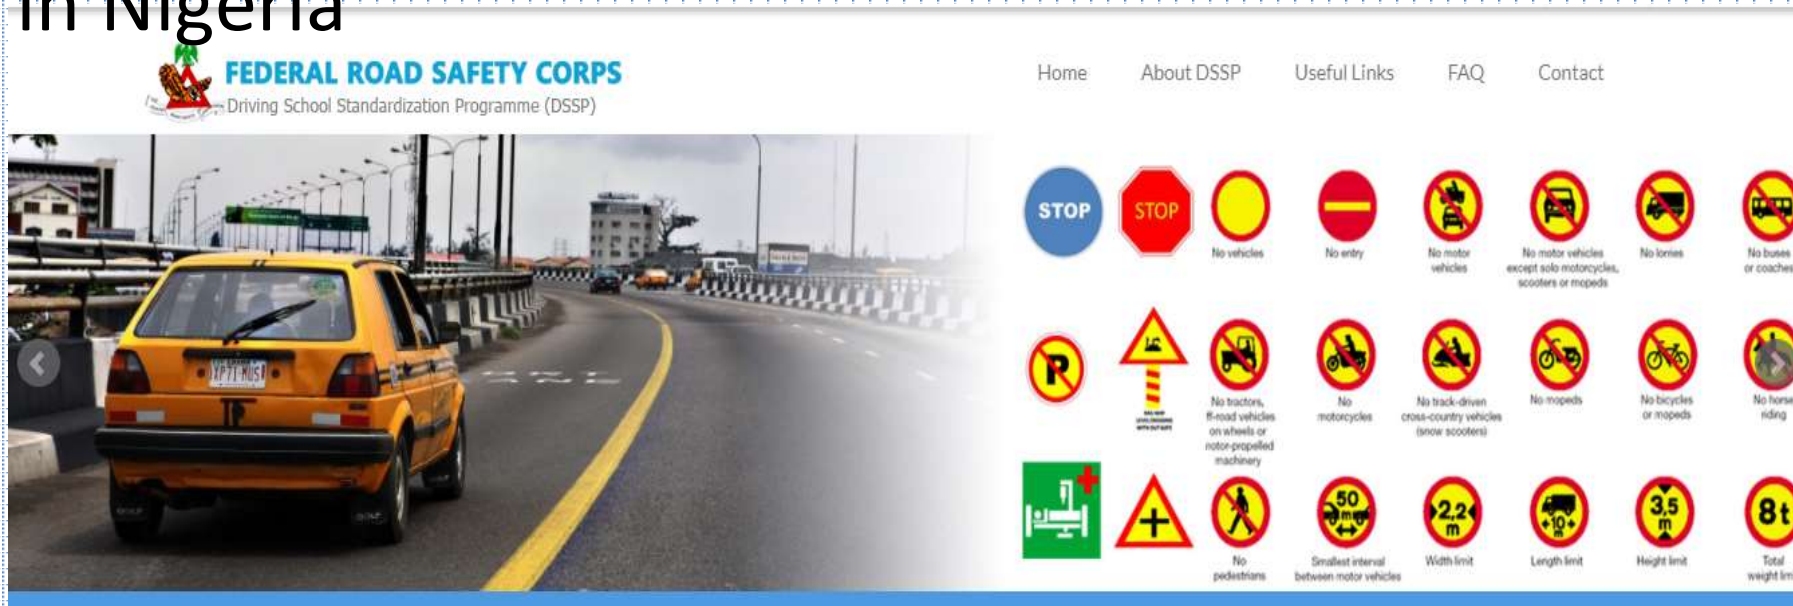 in Nigeria
FEDERAL ROAD SAFETY CORPS
Driving School Standardization Programme (DSSP)
Home About DSSP Useful Links FAQ Contact
STOP
STOP
No vehicles
No entry
No motor
vehicles
No motor vehicles
except solo motorcycles,
scooters or mopeds
No lorries
No buses
or coaches
P
No tractors,
ff-road vehicles
on wheels or
notor-propelled
machinery
No
motorcycles
No track-driven
cross-country vehicles
(snow scooters)
No mopeds
No bicycles
or mopeds
No horse
riding
No
pedestrians
50
m
Smallest interval
between motor vehicles
2,2
m
Width limit
10
m
Length limit
3,5
m
Height limit
8t
Total
weight lim
GOLF